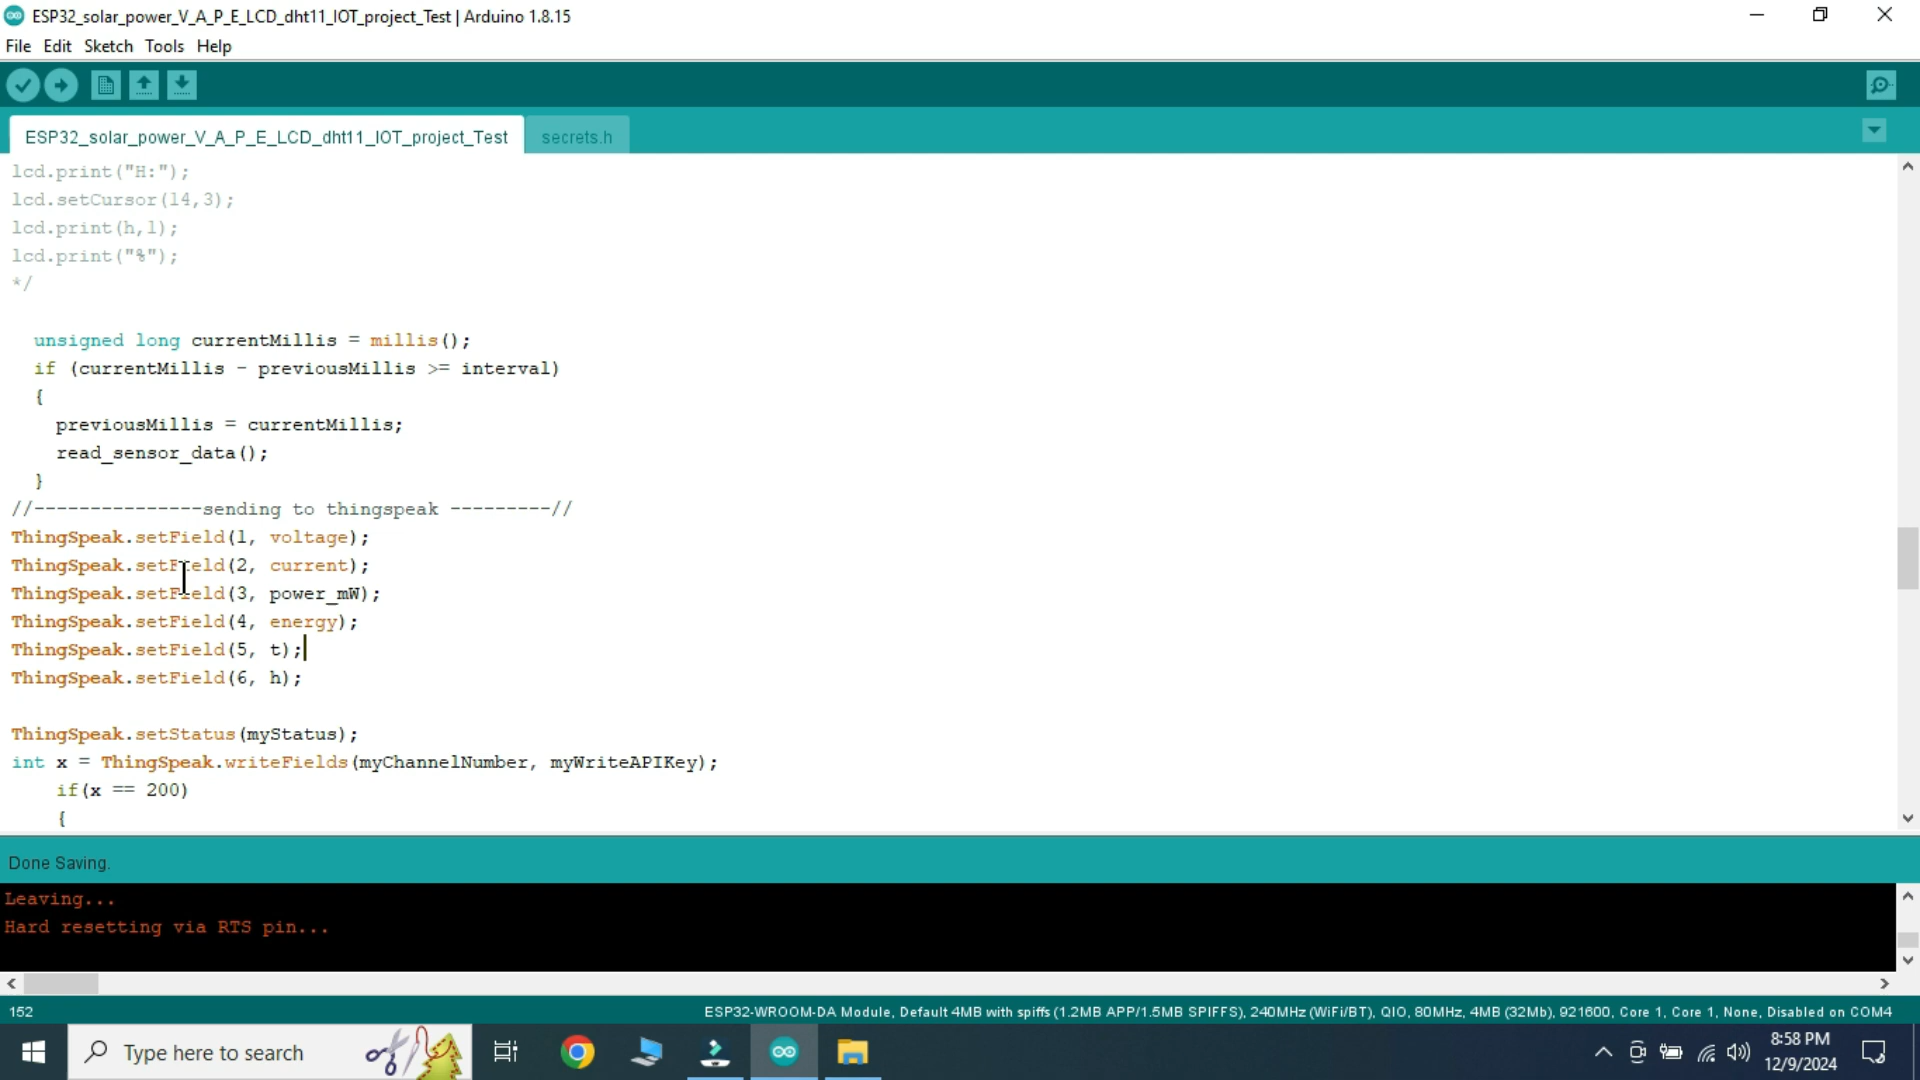 ESP32_solar_power_V_A_P_E_LCD_dht11_IOT_project_Test | Arduino 1.8.15
File Edit Sketch Tools Help
ESP32_solar_power_V_A_P_E_LCD_dht11_IOT_project_Test secrets.h
lcd.print("H:");
lcd.setCursor(14,3);
lcd.print(h,1);
lcd.print("%");
*/
unsigned long currentMillis = millis();
if (currentMillis - previousMillis >= interval)
{
previousMillis = currentMillis;
read_sensor_data();
}
//---------------sending to thingspeak ---------//
ThingSpeak.setField(1, voltage);
ThingSpeak.setField(2, current);
ThingSpeak.setField(3, power_mW);
ThingSpeak.setField(4, energy);
ThingSpeak.setField(5, t);
ThingSpeak.setField(6, h);
ThingSpeak.setStatus(myStatus);
int x = ThingSpeak.writeFields(myChannelNumber, myWriteAPIKey);
if(x == 200)
{
Done Saving.
Leaving...
Hard resetting via RTS pin...
152 ESP32-WROOM-DA Module, Default 4MB with spiffs (1.2MB APP/1.5MB SPIFFS), 240MHz (WiFi/BT), QIO, 80MHz, 4MB (32Mb), 921600, Core 1, Core 1, None, Disabled on COM4
Type here to search
8:58 PM
12/9/2024